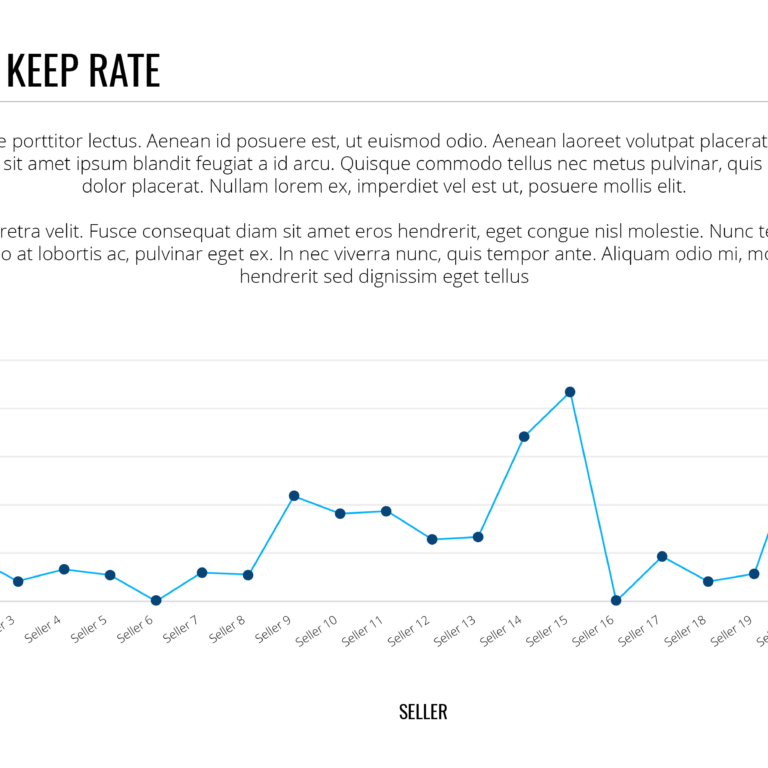 KEEP RATE
porttitor lectus. Aenean id posuere est, ut euismod odio. Aenean laoreet volutpat placerat
sit amet ipsum blandit feugiat a id arcu. Quisque commodo tellus nec metus pulvinar, quis
dolor placerat. Nullam lorem ex, imperdiet vel est ut, posuere mollis elit.
retra velit. Fusce consequat diam sit amet eros hendrerit, eget congue nisl molestie. Nunc
o at lobortis ac, pulvinar eget ex. In nec viverra nunc, quis tempor ante. Aliquam odio mi,
hendrerit sed dignissim eget tellus
3
Seller 4
Seller 5
Seller 6
Seller 7
Seller 8
Seller 9
Seller 10
Seller 11
Seller 12
Seller 13
Seller 14
Seller 15
Seller 16
Seller 17
Seller 18
Seller 19
SELLER